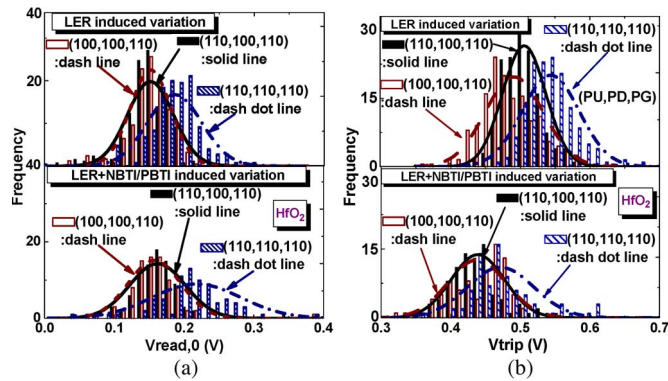 40
LER induced variation
(100,100,110)
:dash line
(110,100,110)
:solid line
(110,110,110)
:dash dot line
20
0
40
LER+NBTI/PBTI induced variation
(110,100,110)
:solid line
HfO2
(100,100,110)
:dash line
(110,110,110)
:dash dot line
20
0
Frequency
0.0
0.1
0.2
0.3
0.4
Vread,0 (V)
(a)
30
LER induced variation
(110,100,110)
:solid line
(110,110,110)
:dash dot line
(100,100,110)
:dash line
(PU,PD,PG)
15
0
30
LER+NBTI/PBTI induced variation
HfO2
(110,100,110)
:solid line
(100,100,110)
:dash line
(110,110,110)
:dash dot line
15
0
Frequency
0.3
0.4
0.5
0.6
0.7
Vtrip (V)
(b)